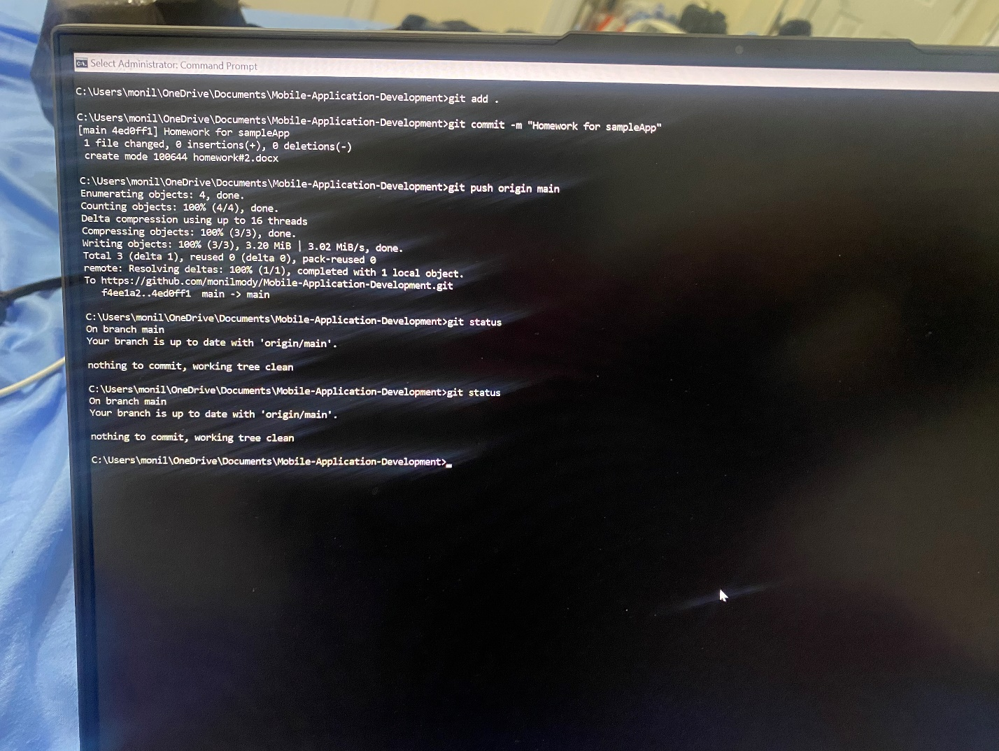 Select Administrator: Command Prompt
C:\Users\monil\OneDrive\Documents\Mobile-Application-Development>git add .
C:\Users\monil\OneDrive\Documents\Mobile-Application-Development>git commit -m "Homework for sampleApp"
[main 4ed0ff1] Homework for sampleApp
1 file changed, 0 insertions(+), 0 deletions(-)
create mode 100644 homework#2.docx
C:\Users\monil\OneDrive\Documents\Mobile-Application-Development>git push origin main
Enumerating objects: 4, done.
Counting objects: 100% (4/4), done.
Delta compression using up to 16 threads
Compressing objects: 100% (3/3), done.
Writing objects: 100% (3/3), 3.20 MiB | 3.02 MiB/s, done.
Total 3 (delta 1), reused 0 (delta 0), pack-reused 0
remote: Resolving deltas: 100% (1/1), completed with 1 local object.
To https://github.com/monilmody/Mobile-Application-Development.git
f4ee1a2..4ed0ff1  main -> main
C:\Users\monil\OneDrive\Documents\Mobile-Application-Development>git status
On branch main
Your branch is up to date with 'origin/main'.
nothing to commit, working tree clean
C:\Users\monil\OneDrive\Documents\Mobile-Application-Development>git status
On branch main
Your branch is up to date with 'origin/main'.
nothing to commit, working tree clean
C:\Users\monil\OneDrive\Documents\Mobile-Application-Development>